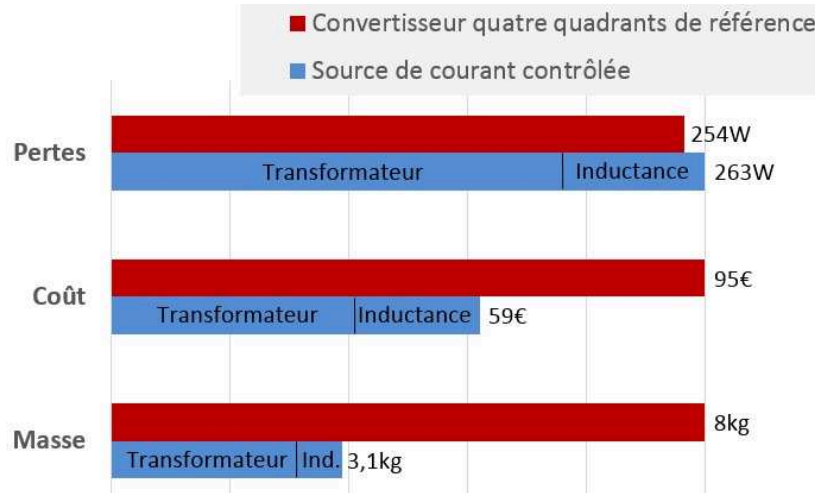 Convertisseur quatre quadrants de référence
Source de courant contrôlée
Pertes
254W
Transformateur Inductance 263W
Coût
95€
Transformateur Inductance 59€
Masse
8kg
Transformateur Ind. 3,1kg